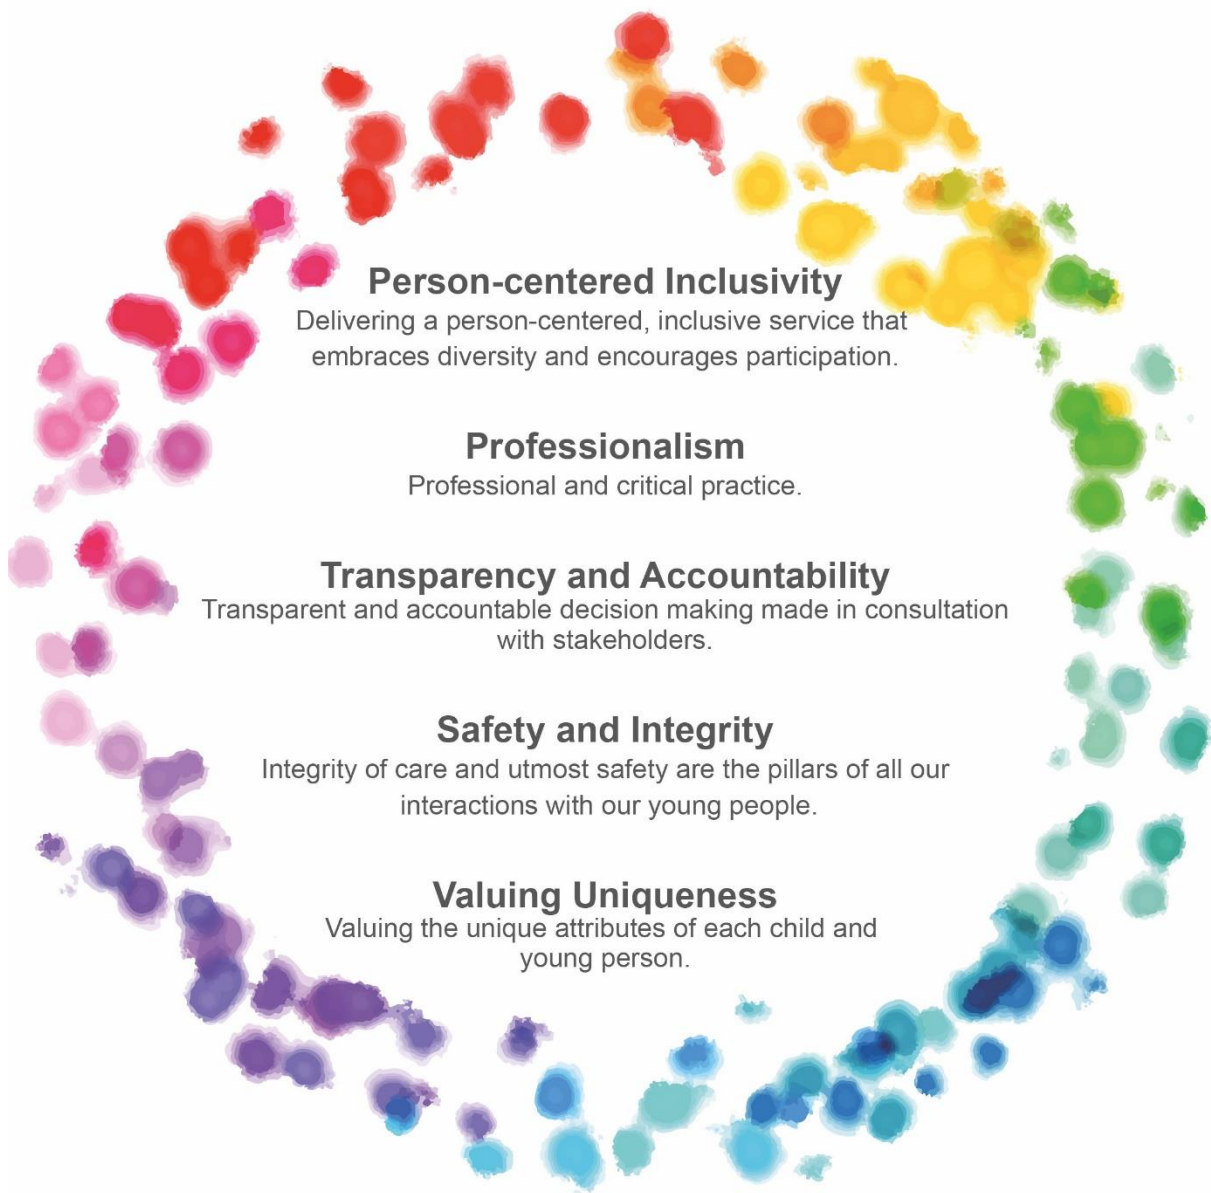 Person-centered Inclusivity
Delivering a person-centered, inclusive service that
embraces diversity and encourages participation.
Professionalism
Professional and critical practice.
Transparency and Accountability
Transparent and accountable decision making made in consultation
with stakeholders.
Safety and Integrity
Integrity of care and utmost safety are the pillars of all our
interactions with our young people.
Valuing Uniqueness
Valuing the unique attributes of each child and
young person.